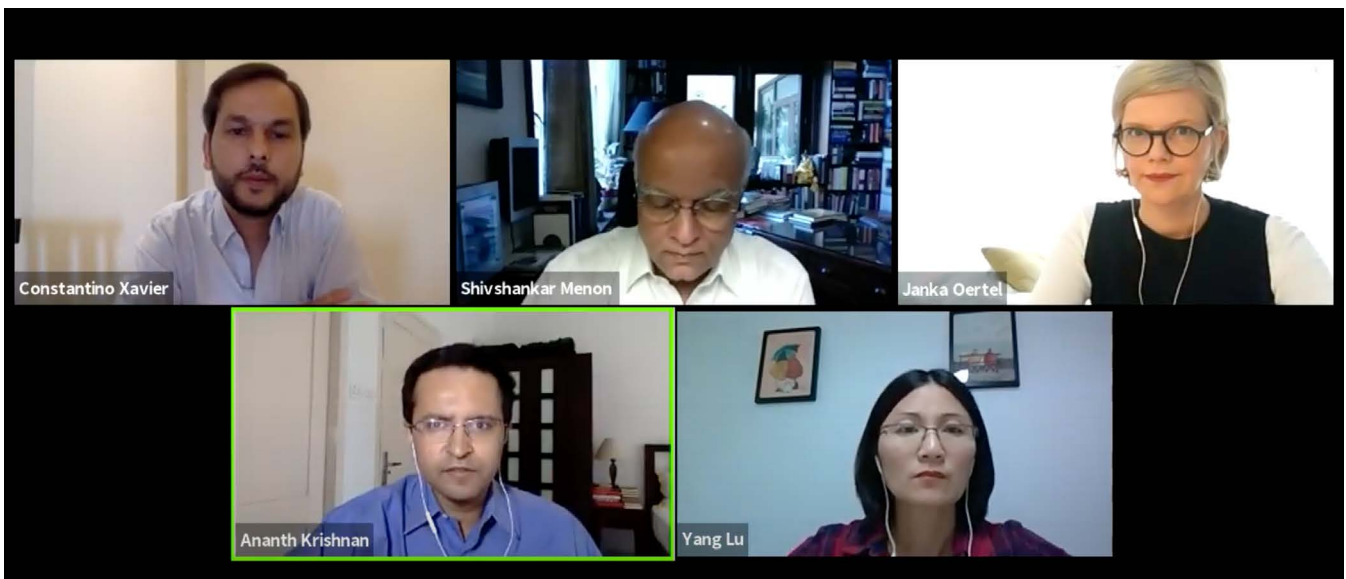 Constantino Xavier
Shivshankar Menon
Janka Oertel
Ananth Krishnan
Yang Lu